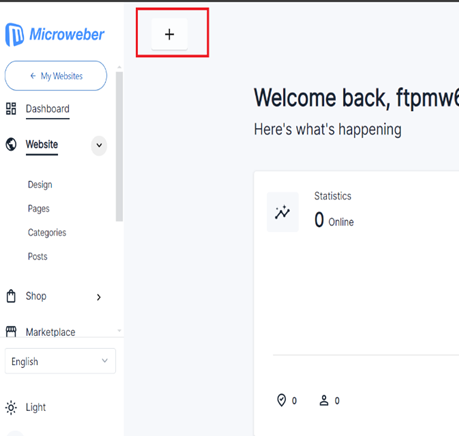 Microweber
← My Websites
Dashboard
Website
Design
Pages
Categories
Posts
Shop
Marketplace
English
Light
+
Welcome back, ftpmw6
Here's what's happening
Statistics
0 Online
0 0